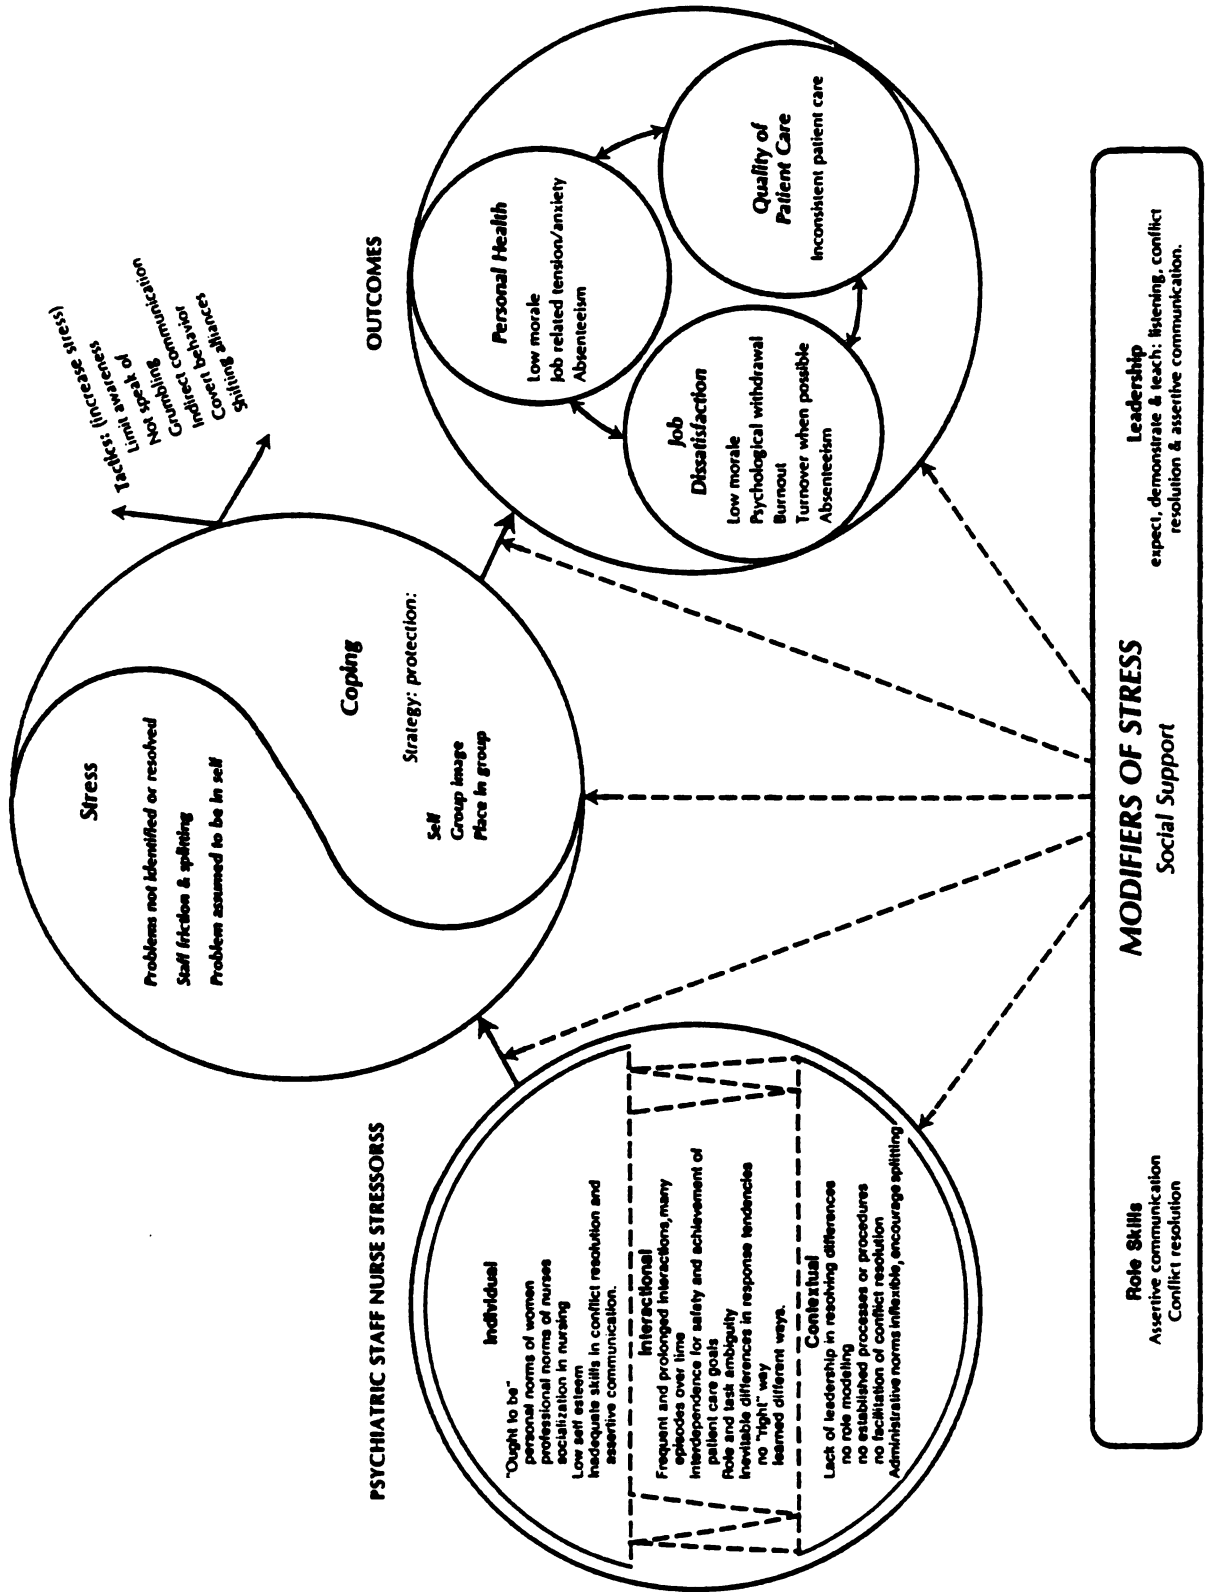 PSYCHIATRIC STAFF NURSE STRESSORSS
Individual
"Ought to be"
personal norms of women
professional norms of nurses
socialization in nursing
Low self esteem
Inadequate skills in conflict resolution and
assertive communication.
Interactional
Frequent and prolonged interactions,many
episodes over time
Interdependence for safety and achievement of
patient care goals
Role and task ambiguity
Inevitable differences in response tendencies
no "right" way
learned different ways.
Contextual
Lack of leadership in resolving differences
no role modeling
no established processes or procedures
no facilitation of conflict resolution
Administrative norms inflexible,encourage splitting
Stress
Problems not identified or resolved
Staff friction & splitting
Problem assumed to be in self
Coping
Strategy: protection:
Self
Group image
Place in group
Tactics: (increase stress)
Limit awareness
Not speak of
Grumbling
Indirect communication
Indirect behavior
Covert behaviors
Shifting alliances
OUTCOMES
Personal Health
Low morale
Job related tension/anxiety
Absenteeism
Job
Dissatisfaction
Low morale
Psychological withdrawal
Burnout
Turnover when possible
Absenteeism
Quality of
Patient Care
Inconsistent patient care
MODIFIERS OF STRESS
Role Skills
Assertive communication
Conflict resolution
Social Support
Leadership
expect, demonstrate & teach: listening, conflict
resolution & assertive communication.